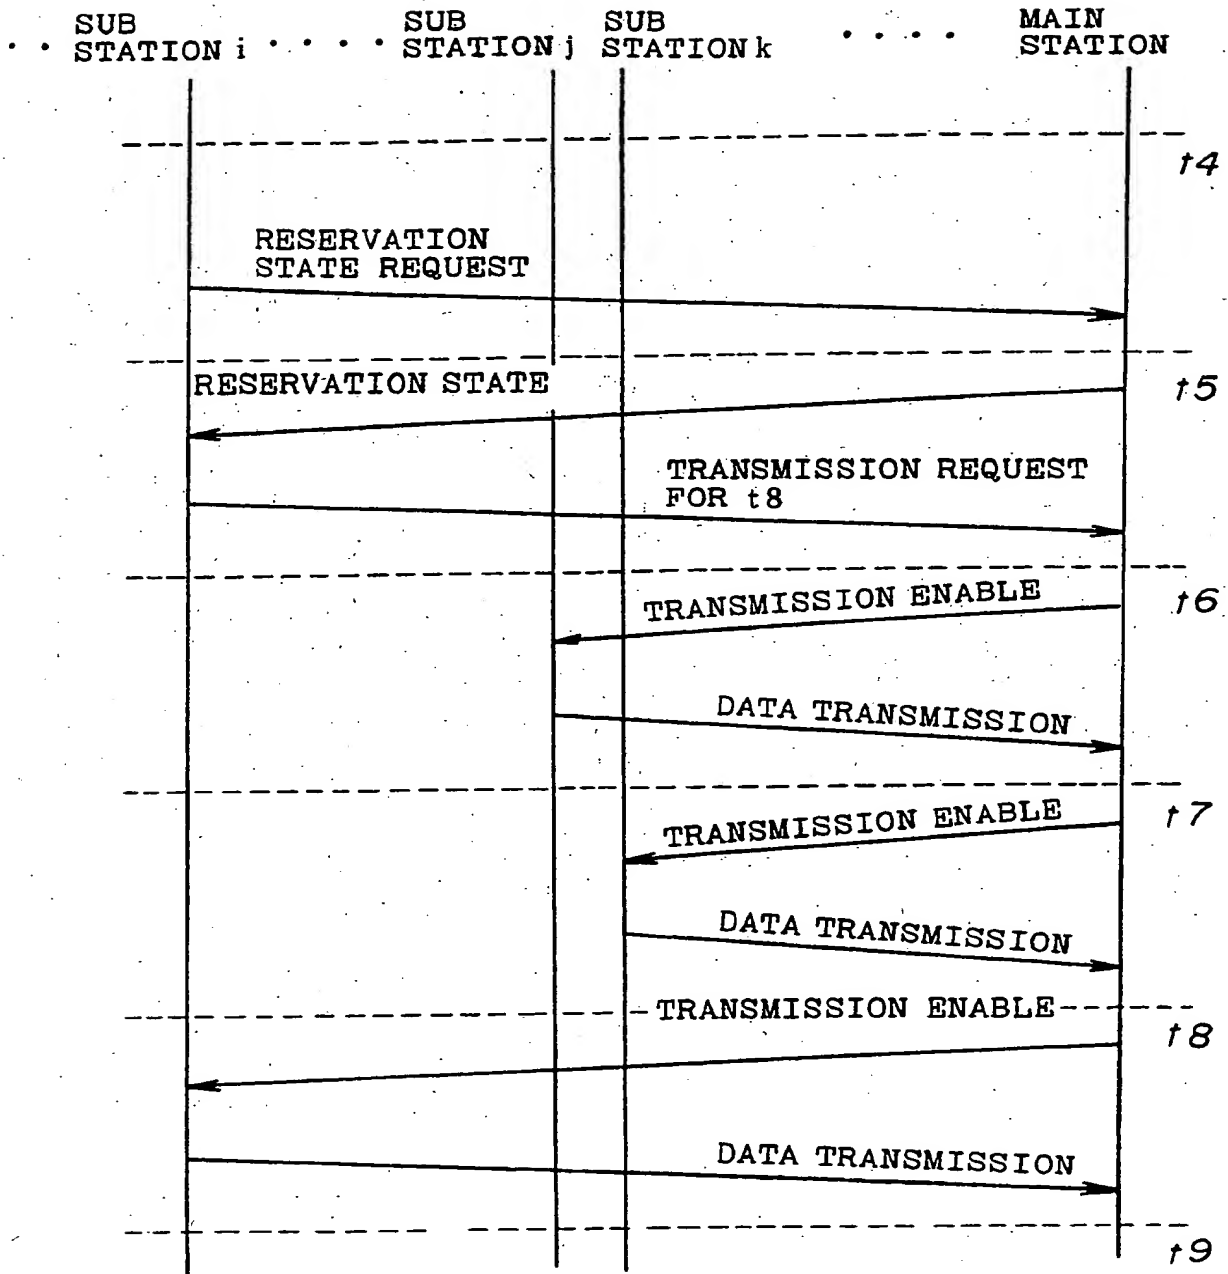 SUB STATION i
SUB STATION j
SUB STATION k
MAIN STATION
t4
RESERVATION
STATE REQUEST
RESERVATION STATE
t5
TRANSMISSION REQUEST
FOR t8
TRANSMISSION ENABLE
t6
DATA TRANSMISSION
t7
TRANSMISSION ENABLE
DATA TRANSMISSION
TRANSMISSION ENABLE
t8
DATA TRANSMISSION
t9